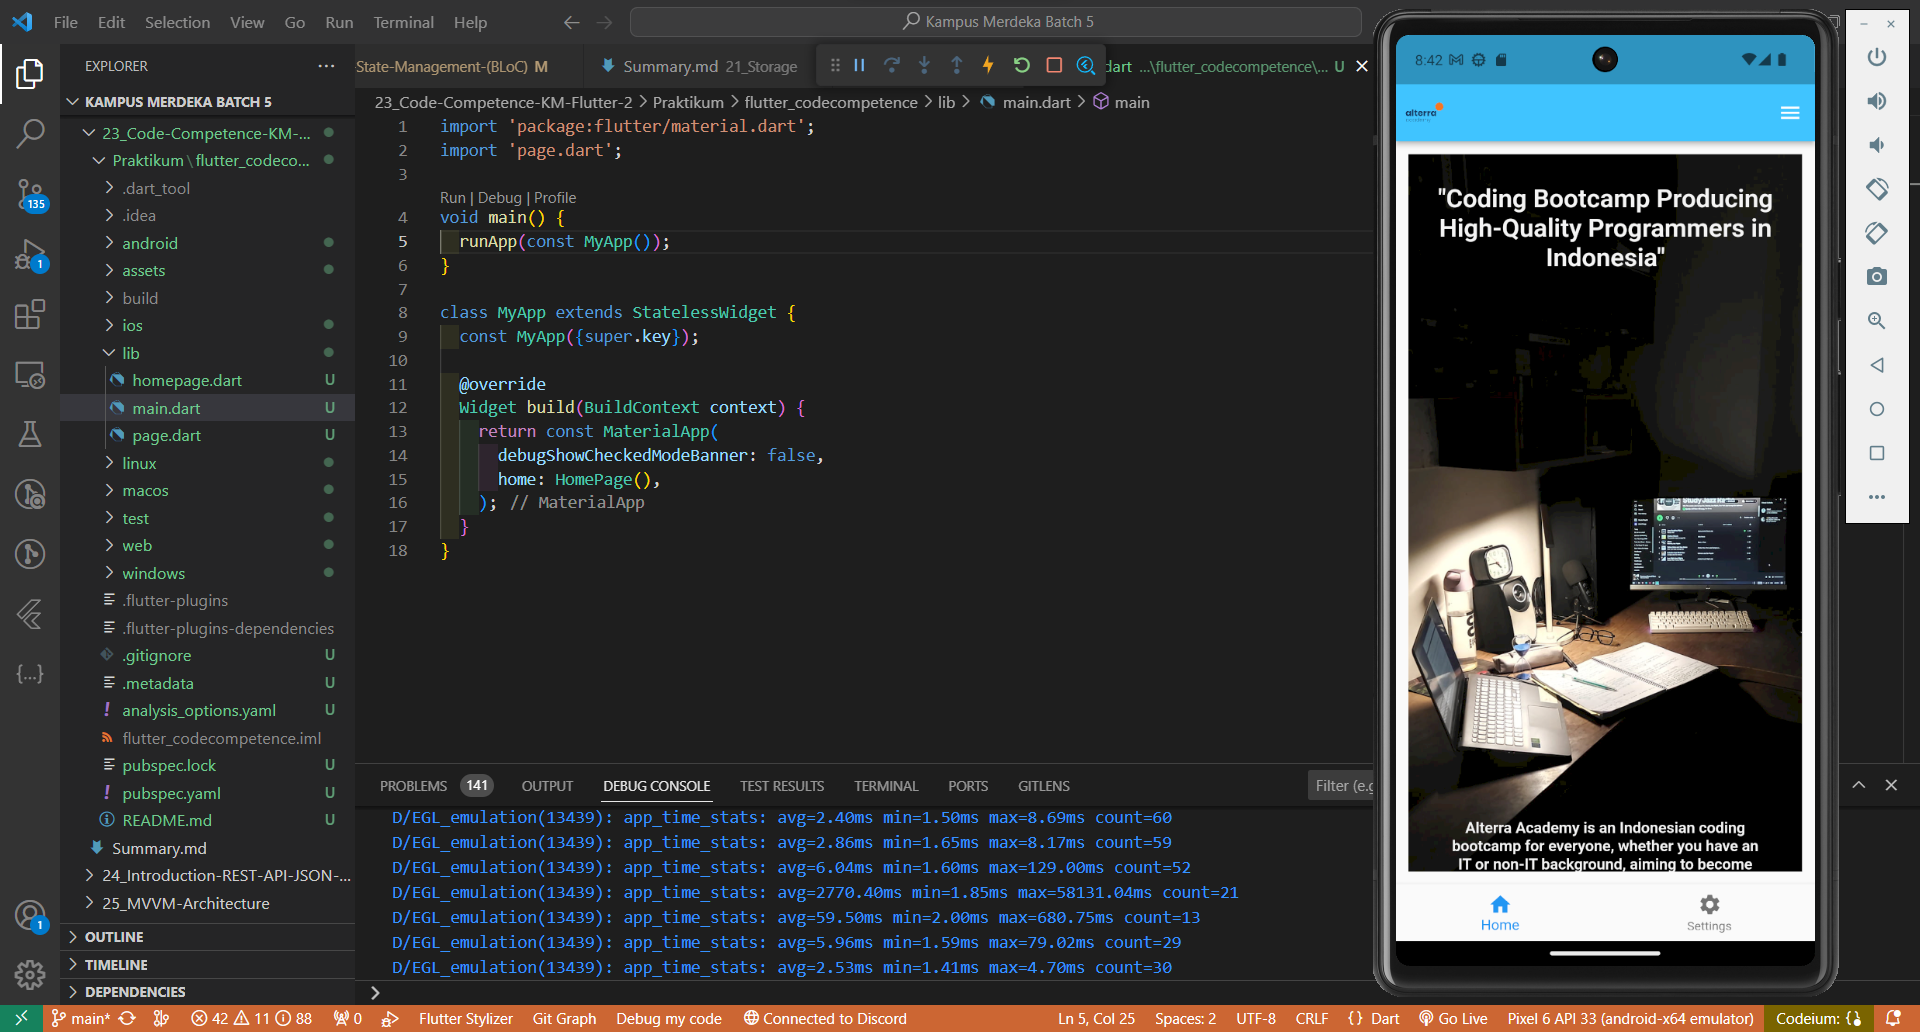 File Edit Selection View Go Run Terminal Help
Kampus Merdeka Batch 5
EXPLORER
KAMPUS MERDEKA BATCH 5
23_Code-Competence-KM-...
Praktikum\flutter_codeco...
.dart_tool
.idea
android
assets
build
ios
lib
homepage.dart U
main.dart U
page.dart U
linux
macos
test
web
windows
.flutter-plugins
.flutter-plugins-dependencies
.gitignore U
.metadata U
analysis_options.yaml U
flutter_codecompetence.iml
pubspec.lock U
pubspec.yaml U
README.md U
Summary.md
24_Introduction-REST-API-JSON-...
25_MVVM-Architecture
OUTLINE
TIMELINE
DEPENDENCIES
135
1
1
-State-Management-(BLoC) M
Summary.md 21_Storage
dart ...\flutter_codecompetence\... U
23_Code-Competence-KM-Flutter-2 > Praktikum > flutter_codecompetence > lib > main.dart > main
1 import 'package:flutter/material.dart';
2 import 'page.dart';
3
Run | Debug | Profile
4 void main() {
5 runApp(const MyApp());
6 }
7
8 class MyApp extends StatelessWidget {
9 const MyApp({super.key});
10
11 @override
12 Widget build(BuildContext context) {
13 return const MaterialApp(
14 debugShowCheckedModeBanner: false,
15 home: HomePage(),
16 ); // MaterialApp
17 }
18 }
PROBLEMS 141 OUTPUT DEBUG CONSOLE TEST RESULTS TERMINAL PORTS GITLENS
Filter (e.g
D/EGL_emulation(13439): app_time_stats: avg=2.40ms min=1.50ms max=8.69ms count=60
D/EGL_emulation(13439): app_time_stats: avg=2.86ms min=1.65ms max=8.17ms count=59
D/EGL_emulation(13439): app_time_stats: avg=6.04ms min=1.60ms max=129.00ms count=52
D/EGL_emulation(13439): app_time_stats: avg=2770.40ms min=1.85ms max=58131.04ms count=21
D/EGL_emulation(13439): app_time_stats: avg=59.50ms min=2.00ms max=680.75ms count=13
D/EGL_emulation(13439): app_time_stats: avg=5.96ms min=1.59ms max=79.02ms count=29
D/EGL_emulation(13439): app_time_stats: avg=2.53ms min=1.41ms max=4.70ms count=30
8:42
alterra
academy
"Coding Bootcamp Producing
High-Quality Programmers in
Indonesia"
Alterra Academy is an Indonesian coding
bootcamp for everyone, whether you have an
IT or non-IT background, aiming to become
Home
Settings
main* 42 11 88 0 Flutter Stylizer Git Graph Debug my code Connected to Discord Ln 5, Col 25 Spaces: 2 UTF-8 CRLF {} Dart Go Live Pixel 6 API 33 (android-x64 emulator) Codeium: {}